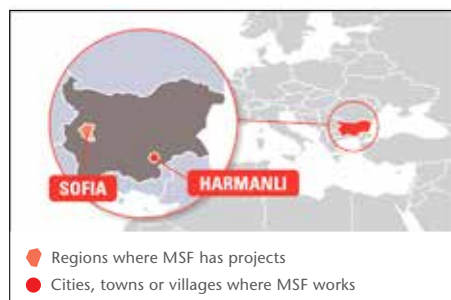 SOFIA
HARMANLI
Regions where MSF has projects
Cities, towns or villages where MSF works